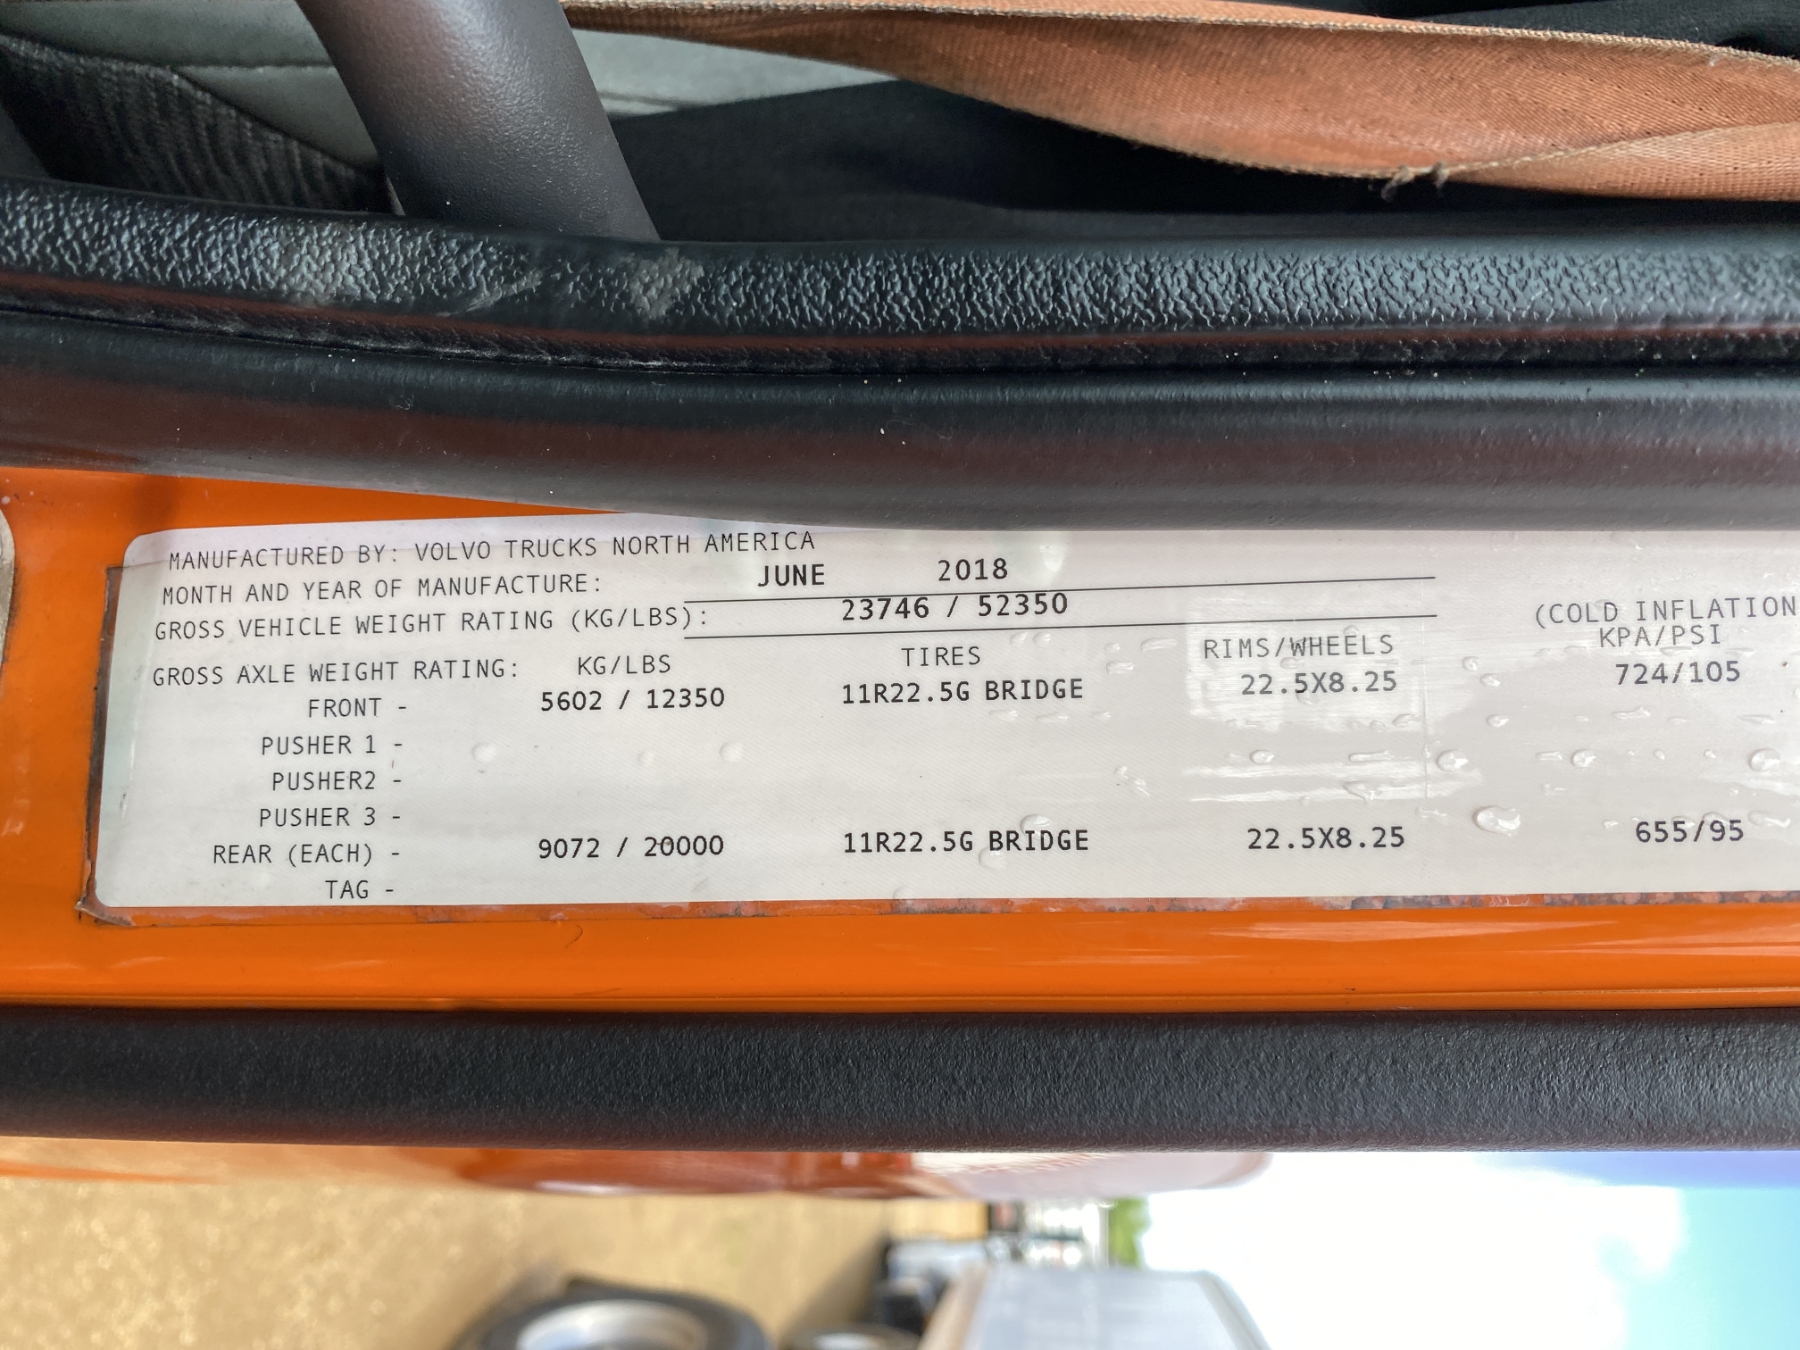 MANUFACTURED BY: VOLVO TRUCKS NORTH AMERICA
MONTH AND YEAR OF MANUFACTURE: JUNE 2018
GROSS VEHICLE WEIGHT RATING (KG/LBS): 23746 / 52350
(COLD INFLATION
GROSS AXLE WEIGHT RATING: KG/LBS TIRES RIMS/WHEELS KPA/PSI
FRONT - 5602 / 12350 11R22.5G BRIDGE 22.5X8.25 724/105
PUSHER 1 -
PUSHER2 -
PUSHER 3 -
REAR (EACH) - 9072 / 20000 11R22.5G BRIDGE 22.5X8.25 655/95
TAG -